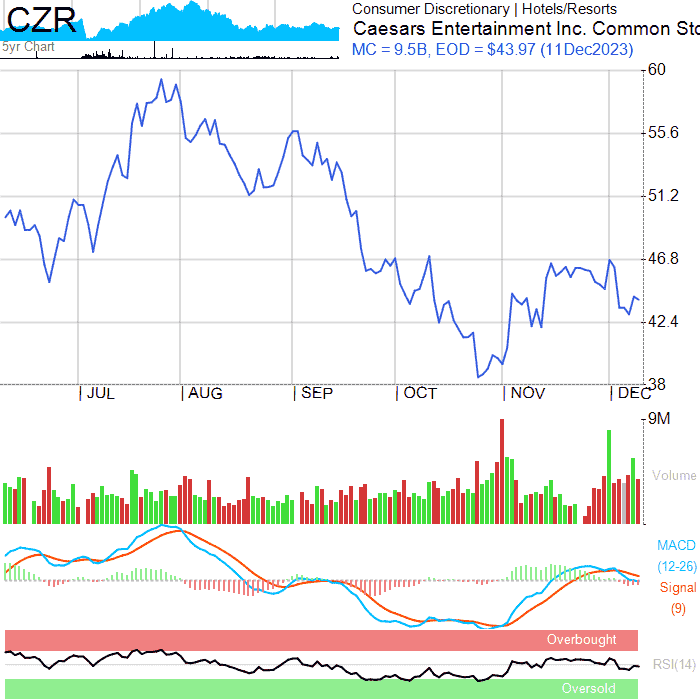 CZR
5yr Chart
Consumer Discretionary | Hotels/Resorts
Caesars Entertainment Inc. Common Sto
MC = 9.5B, EOD = $43.97 (11Dec2023)
60
55.6
51.2
46.8
42.4
38
| JUL | AUG | SEP | OCT | NOV | DEC
9M
Volume
MACD
(12-26)
Signal
(9)
Overbought
RSI(14)
Oversold